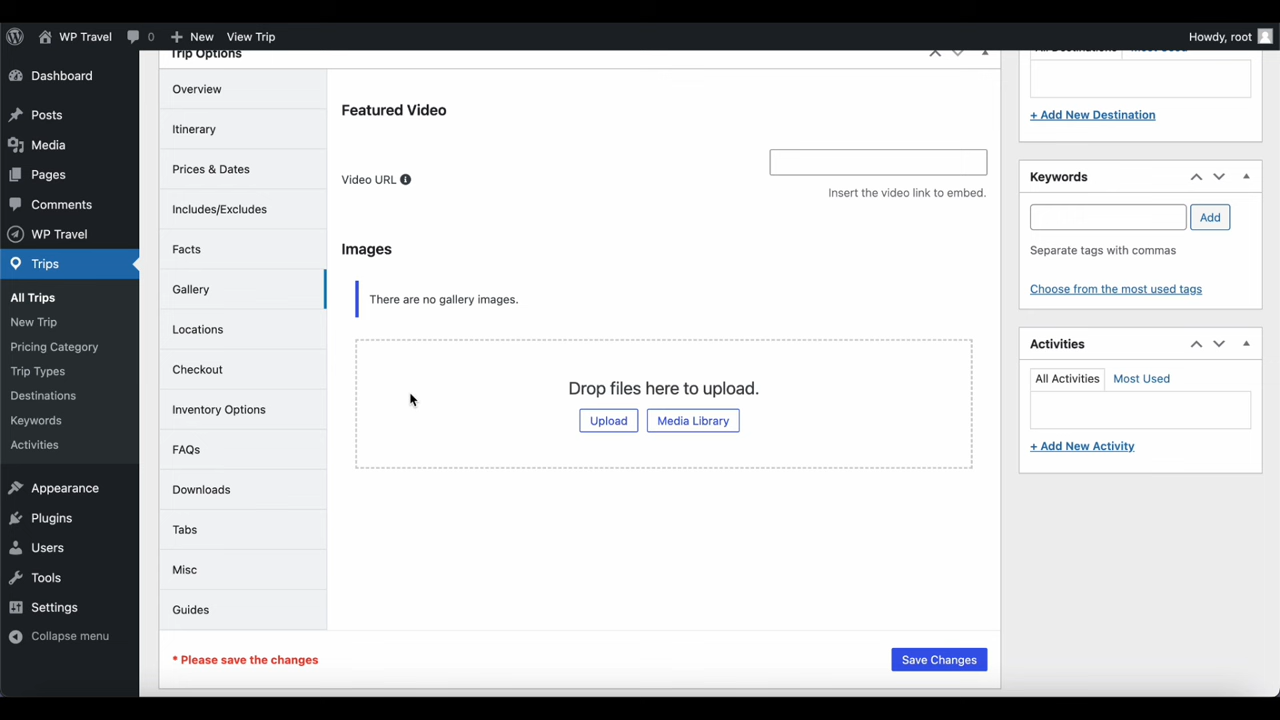 WP Travel 0 New View Trip Howdy, root
Dashboard
Posts
Media
Pages
Comments
WP Travel
Trips
All Trips
New Trip
Pricing Category
Trip Types
Destinations
Keywords
Activities
Appearance
Plugins
Users
Tools
Settings
Collapse menu
Trip Options
Overview
Itinerary
Prices & Dates
Includes/Excludes
Facts
Gallery
Locations
Checkout
Inventory Options
FAQs
Downloads
Tabs
Misc
Guides
Featured Video
Video URL
Insert the video link to embed.
Images
There are no gallery images.
Drop files here to upload.
Upload Media Library
* Please save the changes
Save Changes
All Destinations Most Used
+ Add New Destination
Keywords
Add
Separate tags with commas
Choose from the most used tags
Activities
All Activities Most Used
+ Add New Activity